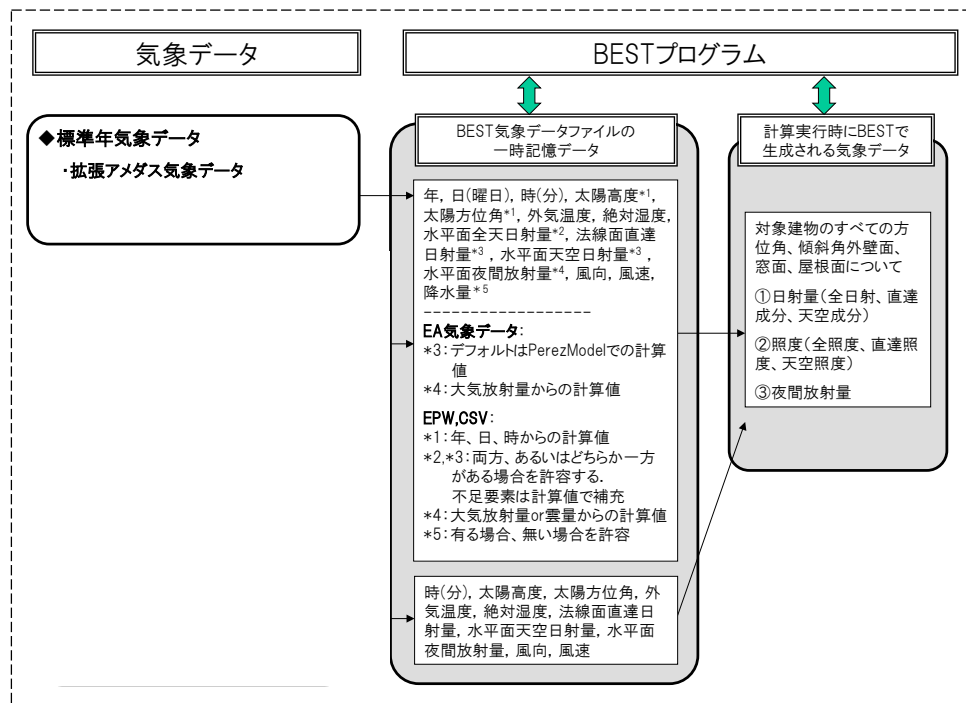 気象データ
BESTプログラム
◆標準年気象データ
・拡張アメダス気象データ
BEST気象データファイルの
一時記憶データ
年, 日(曜日), 時(分), 太陽高度*1,
太陽方位角*1, 外気温度, 絶対湿度,
水平面全天日射量*2, 法線面直達
日射量*3 , 水平面天空日射量*3 ,
水平面夜間放射量*4, 風向, 風速,
降水量*5
------------------
EA気象データ:
*3:デフォルトはPerezModelでの計算
値
*4:大気放射量からの計算値
EPW,CSV:
*1:年、日、時からの計算値
*2,*3:両方、あるいはどちらか一方
がある場合を許容する.
不足要素は計算値で補充
*4:大気放射量or雲量からの計算値
*5:有る場合、無い場合を許容
時(分), 太陽高度, 太陽方位角, 外
気温度, 絶対湿度, 法線面直達日
射量, 水平面天空日射量, 水平面
夜間放射量, 風向, 風速
計算実行時にBESTで
生成される気象データ
対象建物のすべての方
位角、傾斜角外壁面、
窓面、屋根面について
①日射量(全日射、直達
成分、天空成分)
②照度(全照度、直達照
度、天空照度)
③夜間放射量